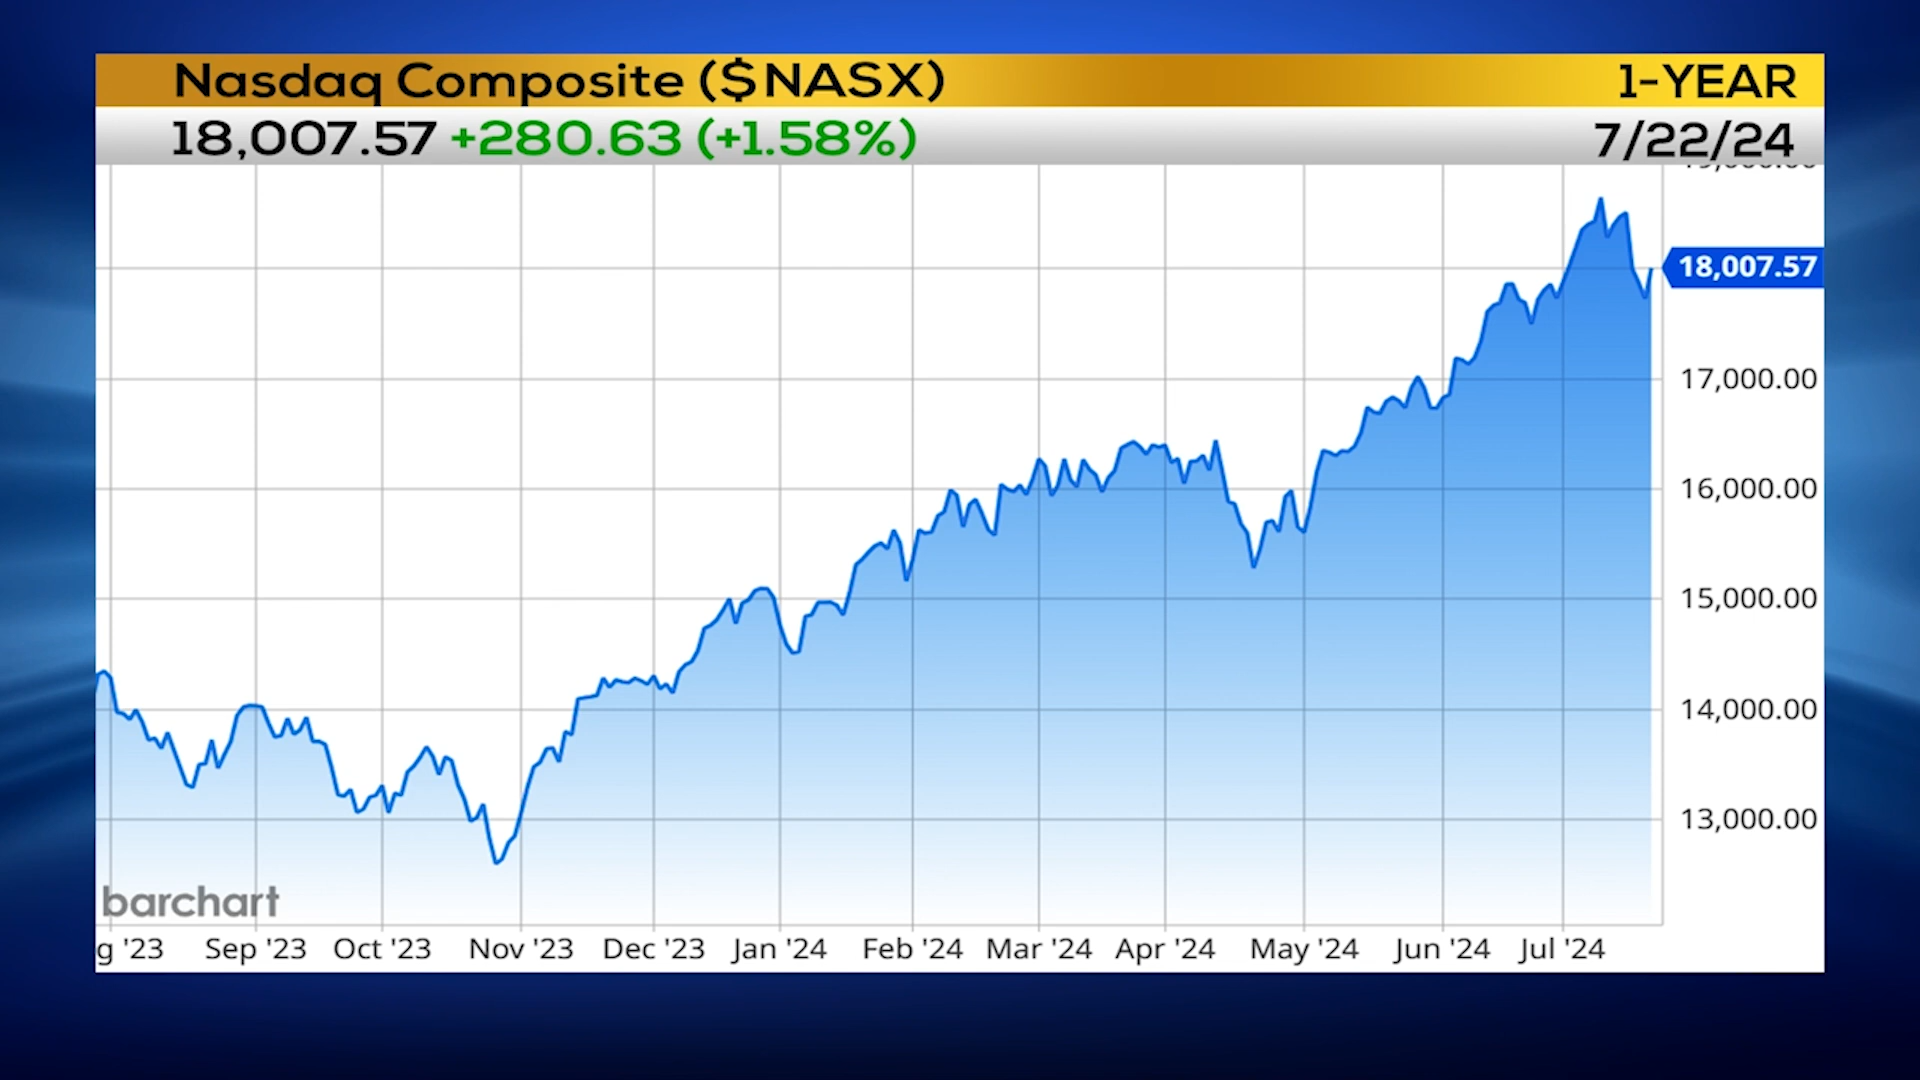 Nasdaq Composite ($NASX) 1-YEAR
18,007.57 +280.63 (+1.58%) 7/22/24
18,007.57
17,000.00
16,000.00
15,000.00
14,000.00
13,000.00
barchart
g '23 Sep '23 Oct '23 Nov '23 Dec '23 Jan '24 Feb '24 Mar '24 Apr '24 May '24 Jun '24 Jul '24